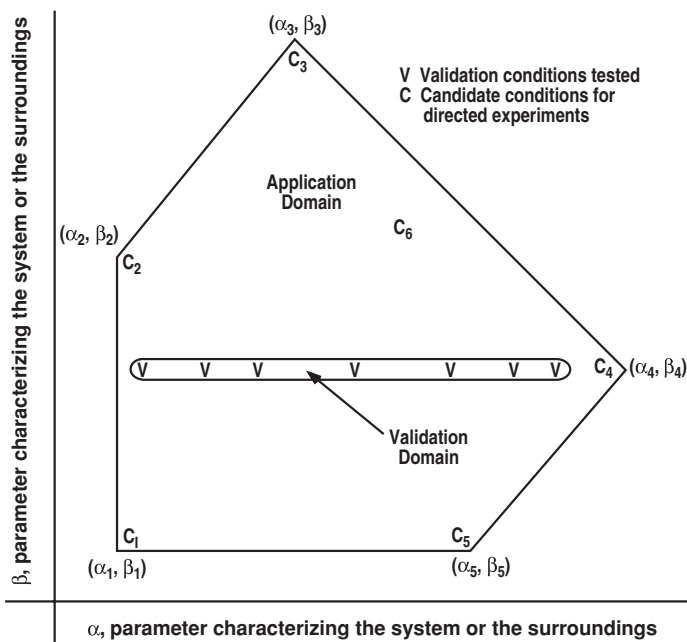 (α₃, β₃)
C₃
V Validation conditions tested
C Candidate conditions for
directed experiments
Application
Domain
C₆
(α₂, β₂)
C₂
V V V V V V V
C₄ (α₄, β₄)
Validation
Domain
C₁
C₅
(α₁, β₁)
(α₅, β₅)
β, parameter characterizing the system or the surroundings
α, parameter characterizing the system or the surroundings